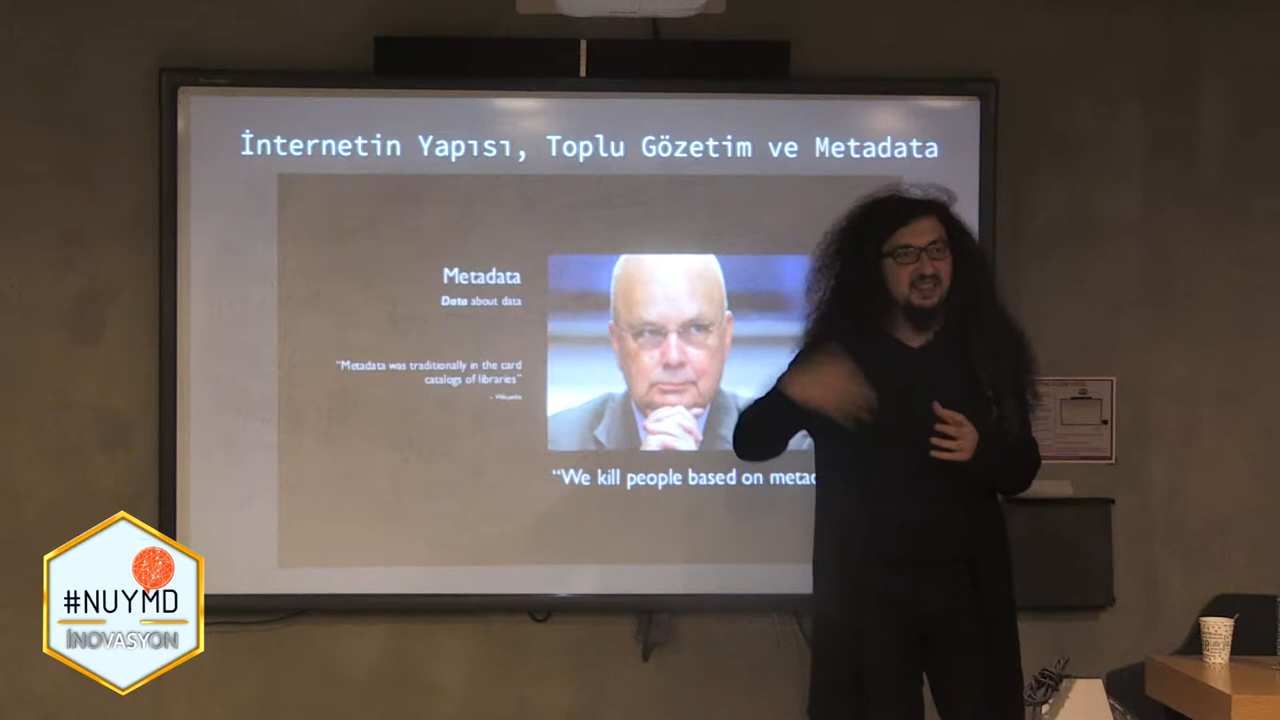 İnternetin Yapısı, Toplu Gözetim ve Metadata
Metadata
Data about data
"Metadata was traditionally in the card
catalogs of libraries"
~ Wikipedia
"We kill people based on metad
#NUYMD
İNOVASYON